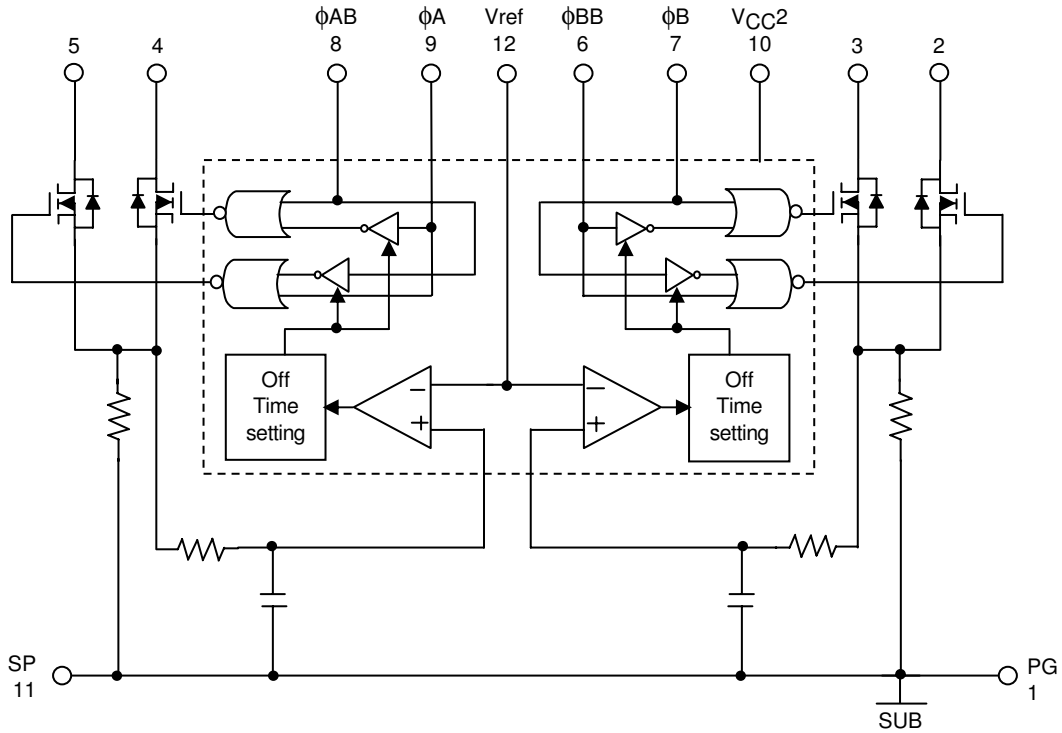 ϕAB ϕA Vref ϕBB ϕB VCC2
5 4 8 9 12 6 7 10 3 2
Off
Time
setting
−
+
−
+
Off
Time
setting
SP
11
PG
1
SUB